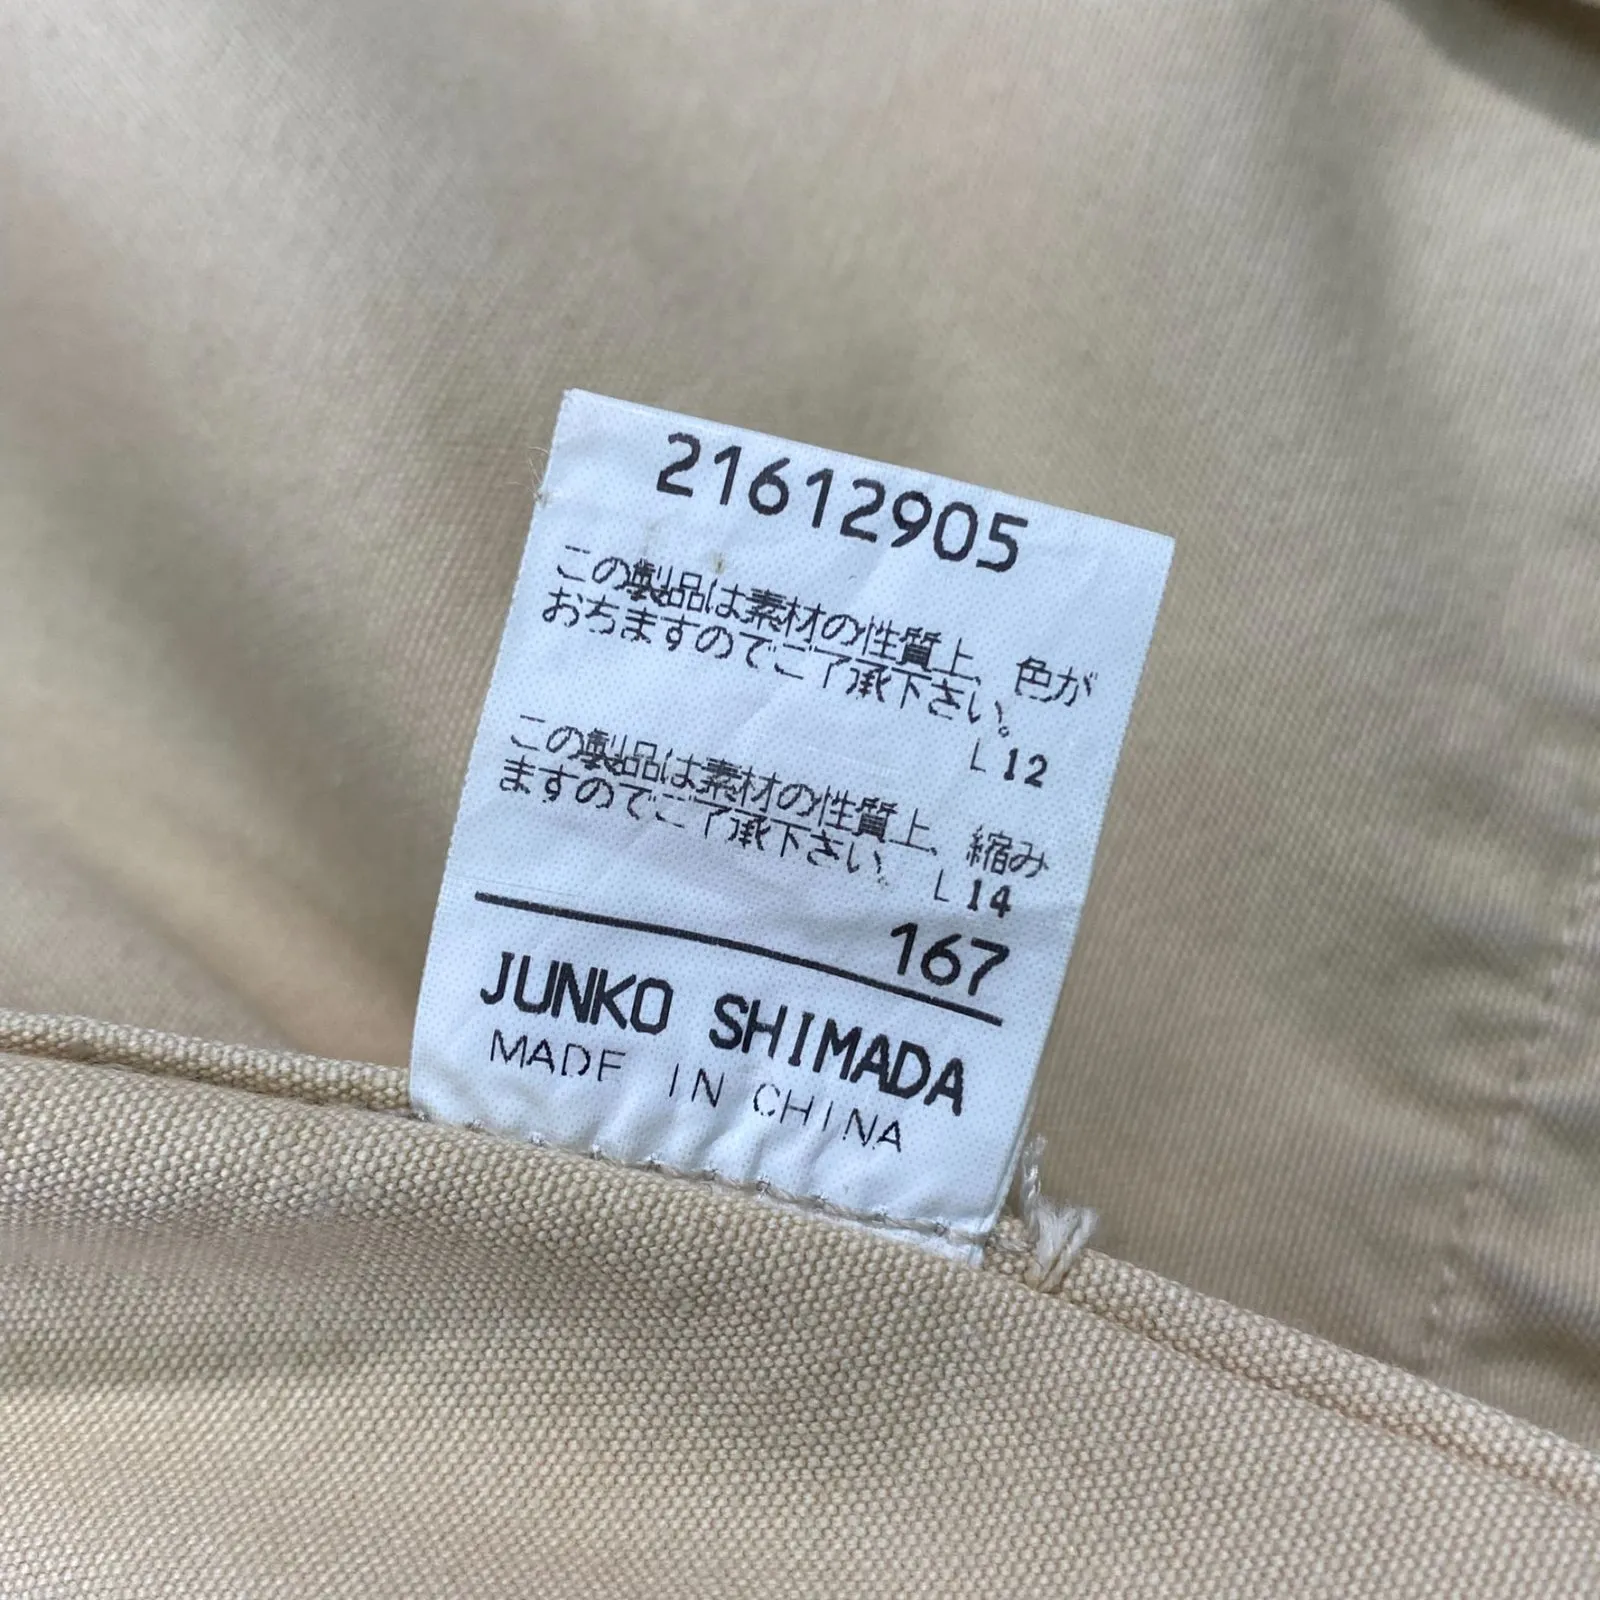 21612905
この製品は素材の性質上、色が
おちますのでご了承下さい。
L12
この製品は素材の性質上、縮み
ますのでご了承下さい。
L14
167
JUNKO SHIMADA
MADE IN CHINA